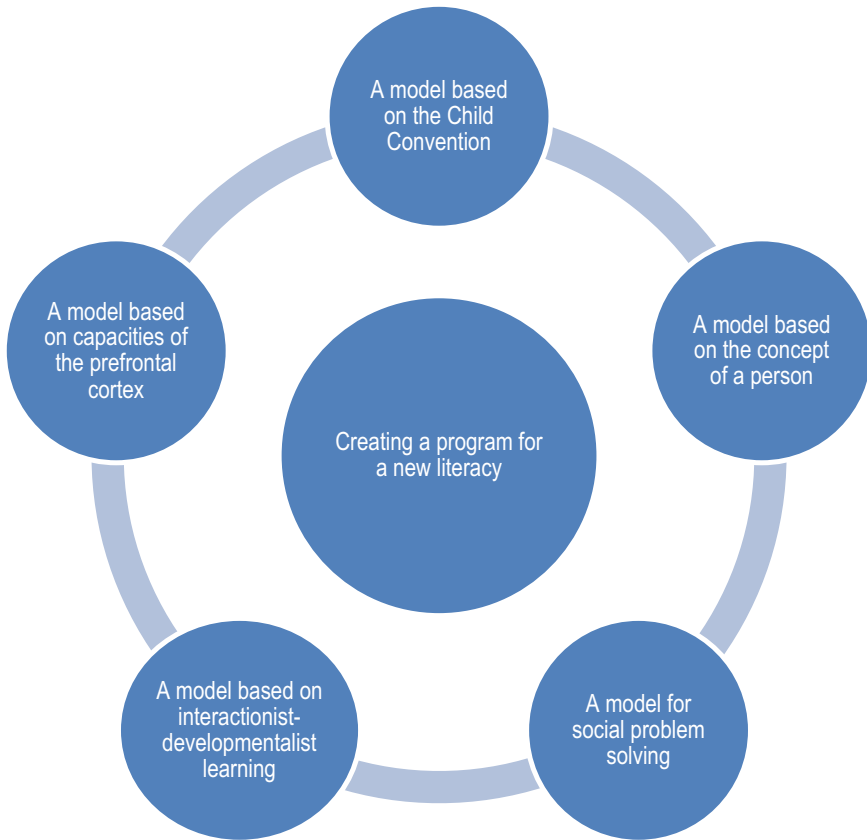 A model based
on the Child
Convention
A model based
on the concept
of a person
A model for
social problem
solving
A model based on
interactionist-
developmentalist
learning
A model based
on capacities of
the prefrontal
cortex
Creating a program for
a new literacy